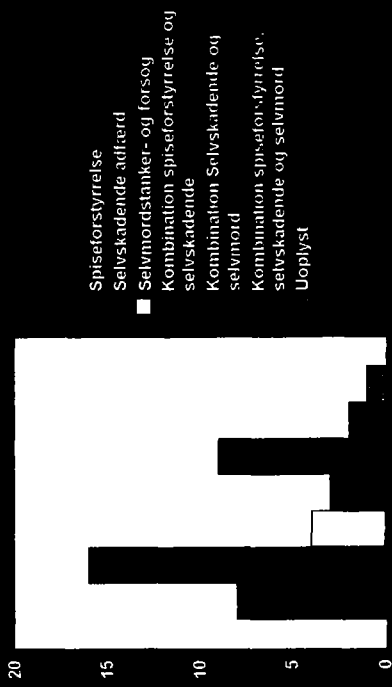 20
15
10
5
0
Spiseforstyrrelse
Selvskadende adfærd
Selvmordstanker- og forsøg
Kombination spiseforstyrrelse og
selvskadende
Kombination Selvskadende og
selvmord
Kombination spiseforstyrrelse,
selvskadende og selvmord
Uoplyst